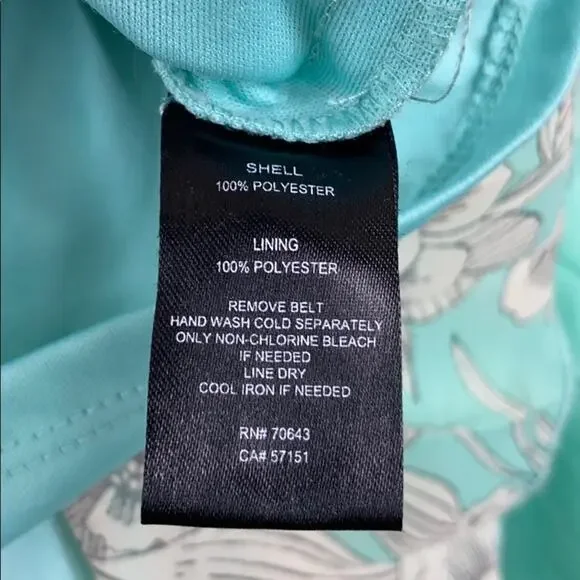 SHELL
100% POLYESTER
LINING
100% POLYESTER
REMOVE BELT
HAND WASH COLD SEPARATELY
ONLY NON-CHLORINE BLEACH
IF NEEDED
LINE DRY
COOL IRON IF NEEDED
RN# 70643
CA# 57151